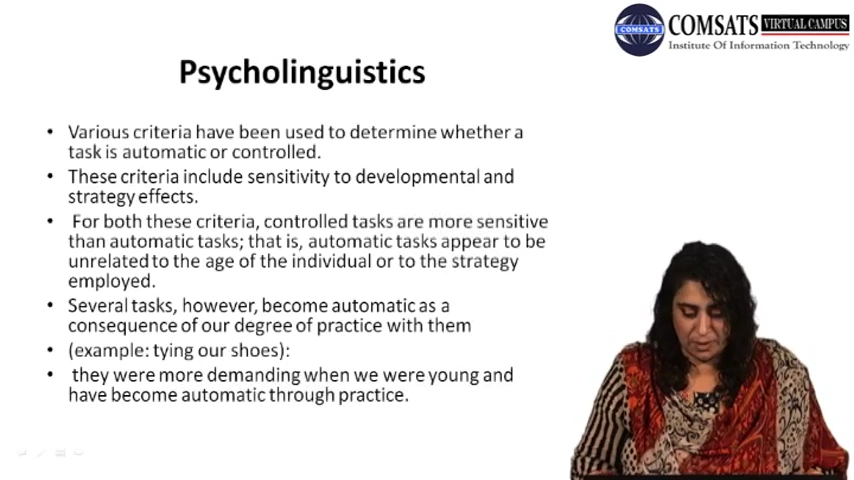 COMSATS VIRTUAL CAMPUS
COMSATS
Institute Of Information Technology
Psycholinguistics
• Various criteria have been used to determine whether a
task is automatic or controlled.
• These criteria include sensitivity to developmental and
strategy effects.
• For both these criteria, controlled tasks are more sensitive
than automatic tasks; that is, automatic tasks appear to be
unrelated to the age of the individual or to the strategy
employed.
• Several tasks, however, become automatic as a
consequence of our degree of practice with them
• (example: tying our shoes):
• they were more demanding when we were young and
have become automatic through practice.